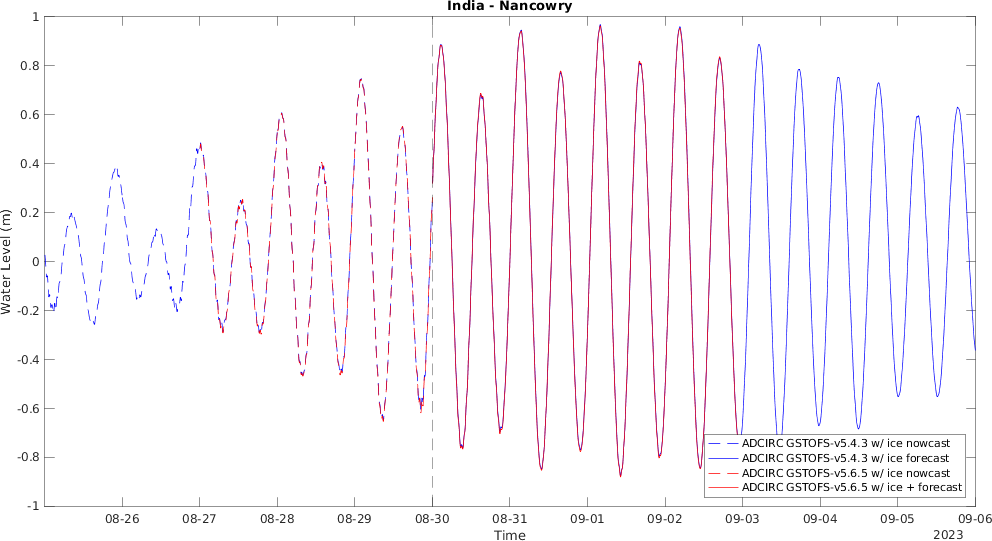 India - Nancowry
Water Level (m)
1
0.8
0.6
0.4
0.2
0
-0.2
-0.4
-0.6
-0.8
-1
ADCIRC GSTOFS-v5.4.3 w/ ice nowcast
ADCIRC GSTOFS-v5.4.3 w/ ice forecast
ADCIRC GSTOFS-v5.6.5 w/ ice nowcast
ADCIRC GSTOFS-v5.6.5 w/ ice + forecast
08-26 08-27 08-28 08-29 08-30 08-31 09-01 09-02 09-03 09-04 09-05 09-06
Time
2023